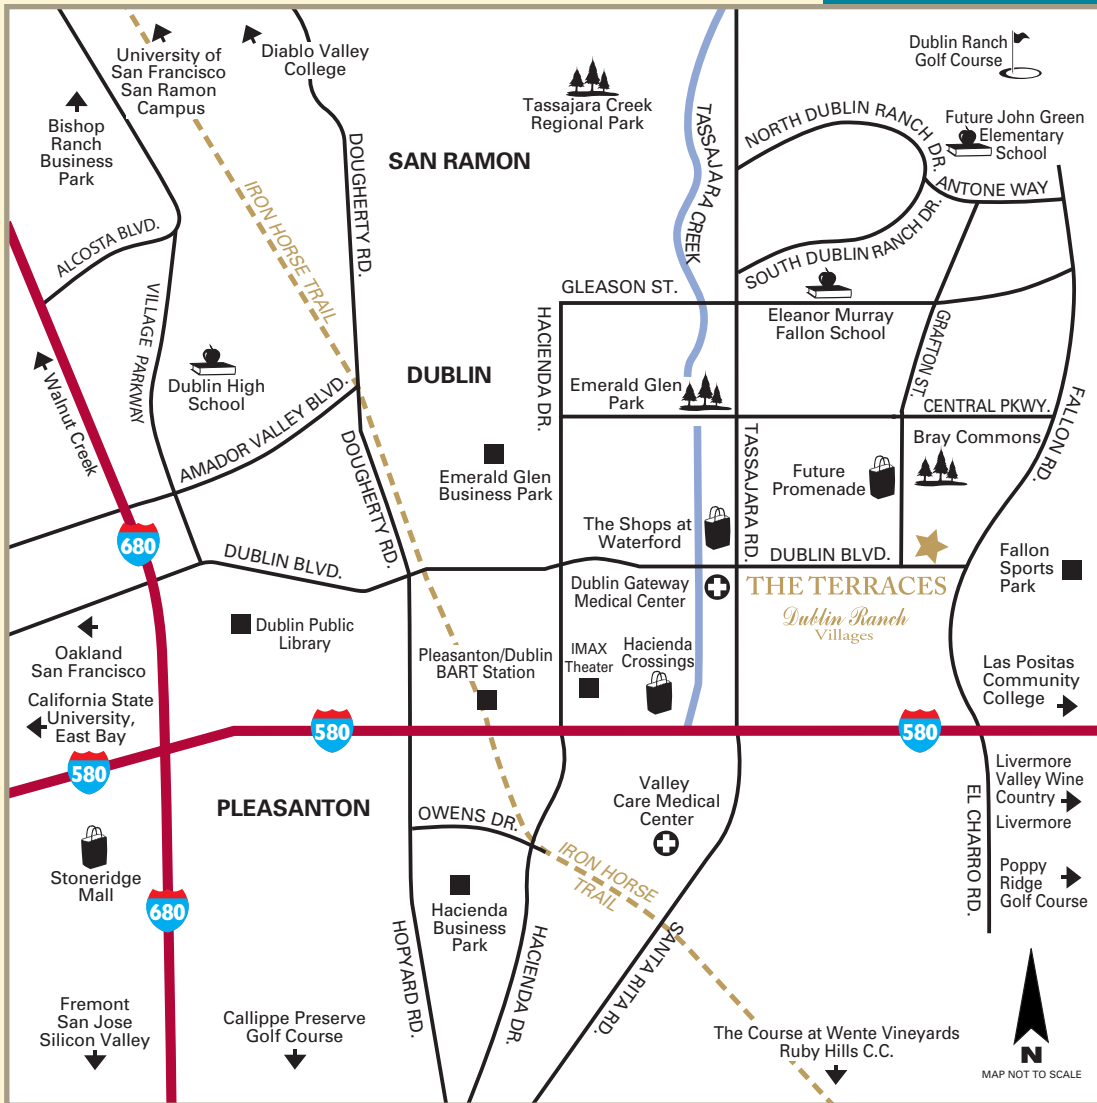 University of
San Francisco
San Ramon
Campus
Diablo Valley
College
Bishop
Ranch
Business
Park
Tassajara Creek
Regional Park
Dublin Ranch
Golf Course
Future John Green
Elementary
School
SAN RAMON
DOUGHERTY RD.
IRON HORSE TRAIL
TASSAJARA CREEK
NORTH DUBLIN RANCH DR.
ANTONE WAY
SOUTH DUBLIN RANCH DR.
ALCOSTA BLVD.
VILLAGE PARKWAY
GLEASON ST.
Eleanor Murray
Fallon School
HACIENDA DR.
GRAFTON ST.
Walnut Creek
Dublin High
School
DUBLIN
Emerald Glen
Park
CENTRAL PKWY.
FALLON RD.
AMADOR VALLEY BLVD.
DOUGHERTY RD.
Emerald Glen
Business Park
TASSAJARA RD.
Bray Commons
Future
Promenade
The Shops at
Waterford
680
DUBLIN BLVD.
DUBLIN BLVD.
Fallon
Sports
Park
Dublin Gateway
Medical Center
THE TERRACES
Dublin Ranch
Villages
Dublin Public
Library
Oakland
San Francisco
Pleasanton/Dublin
BART Station
IMAX
Theater
Hacienda
Crossings
Las Positas
Community
College
California State
University,
East Bay
580
580
580
Livermore
Valley Wine
Country
Livermore
PLEASANTON
OWENS DR.
Valley
Care Medical
Center
EL CHARRO RD.
IRON HORSE
TRAIL
Stoneridge
Mall
Poppy
Ridge
Golf Course
680
Hacienda
Business
Park
HOPYARD RD.
HACIENDA DR.
SANTA RITA RD.
Fremont
San Jose
Silicon Valley
Callippe Preserve
Golf Course
The Course at Wente Vineyards
Ruby Hills C.C.
N
MAP NOT TO SCALE